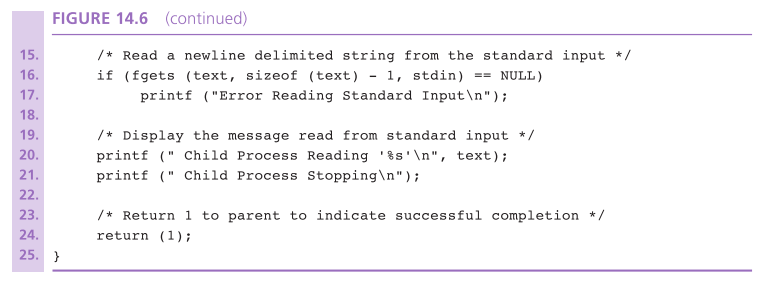 FIGURE 14.6 (continued)
15. /* Read a newline delimited string from the standard input */
16. if (fgets (text, sizeof (text) - 1, stdin) == NULL)
17. printf ("Error Reading Standard Input\n");
18.
19. /* Display the message read from standard input */
20. printf (" Child Process Reading '%s'\n", text);
21. printf (" Child Process Stopping\n");
22.
23. /* Return 1 to parent to indicate successful completion */
24. return (1);
25. }